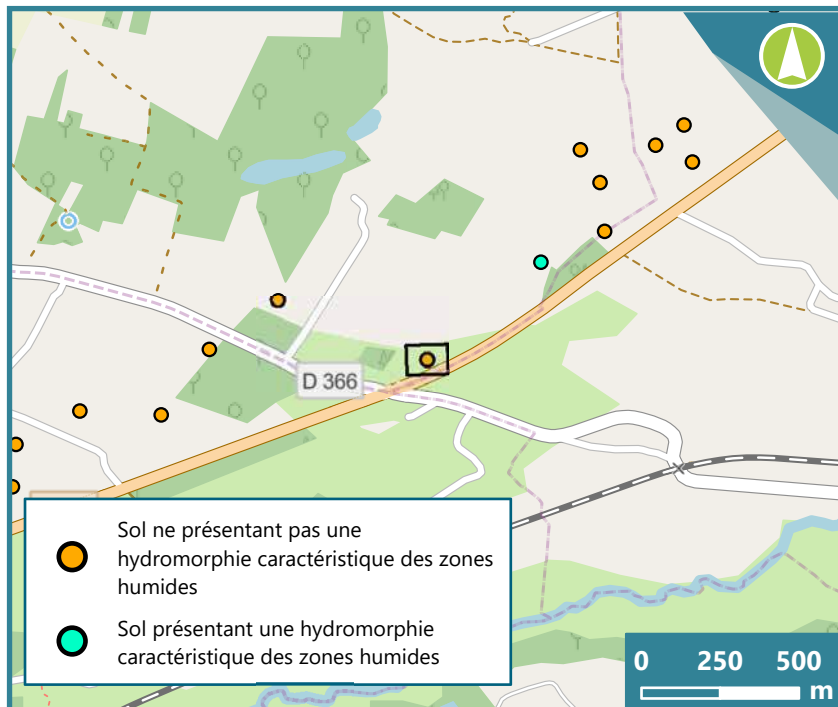 D 366
Sol ne présentant pas une
hydromorphie caractéristique des zones
humides
Sol présentant une hydromorphie
caractéristique des zones humides
0 250 500
m